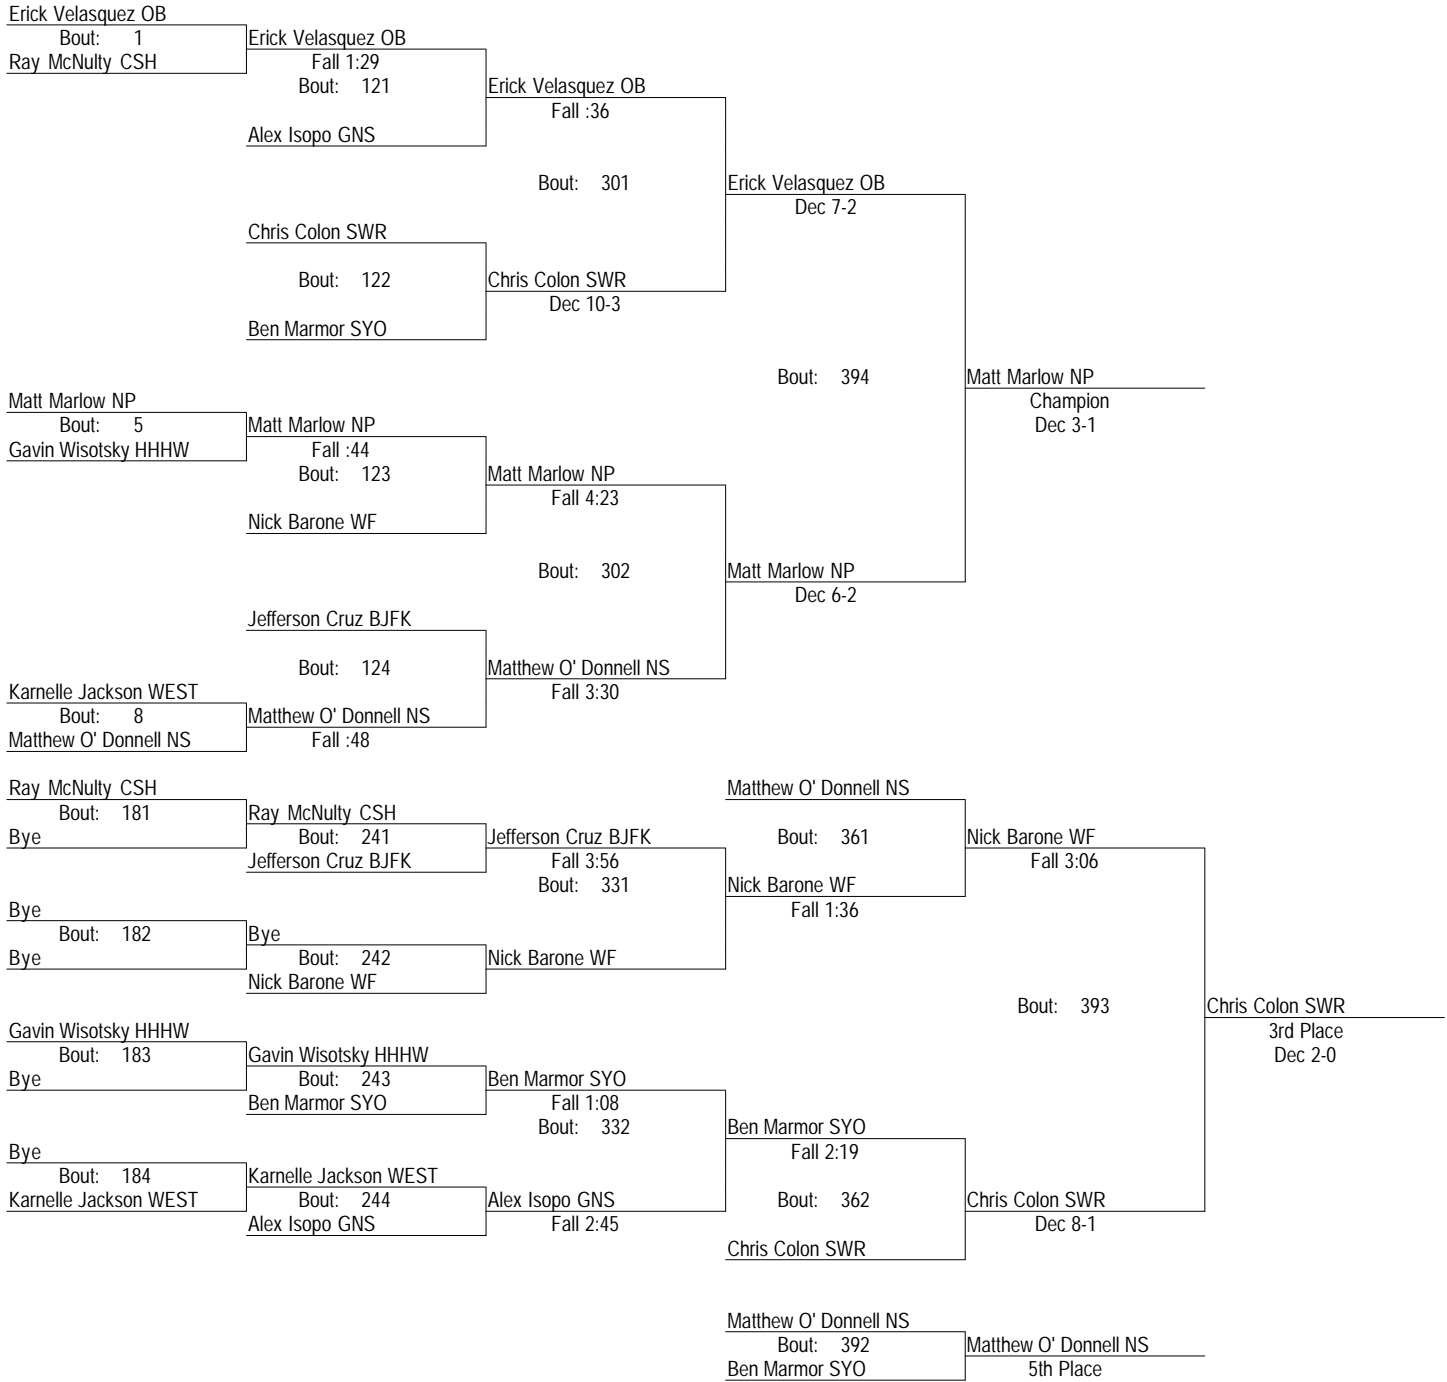 Erick Velasquez OB
Bout: 1
Ray McNulty CSH
Erick Velasquez OB
Fall 1:29
Bout: 121
Alex Isopo GNS
Erick Velasquez OB
Fall :36
Bout: 301
Chris Colon SWR
Bout: 122
Ben Marmor SYO
Chris Colon SWR
Dec 10-3
Erick Velasquez OB
Dec 7-2
Bout: 394
Matt Marlow NP
Champion
Dec 3-1
Matt Marlow NP
Bout: 5
Gavin Wisotsky HHHW
Matt Marlow NP
Fall :44
Bout: 123
Nick Barone WF
Matt Marlow NP
Fall 4:23
Bout: 302
Matt Marlow NP
Dec 6-2
Jefferson Cruz BJFK
Bout: 124
Matthew O' Donnell NS
Fall 3:30
Karnelle Jackson WEST
Bout: 8
Matthew O' Donnell NS
Matthew O' Donnell NS
Fall :48
Ray McNulty CSH
Bout: 181
Bye
Ray McNulty CSH
Bout: 241
Jefferson Cruz BJFK
Jefferson Cruz BJFK
Fall 3:56
Bout: 331
Bye
Bout: 182
Bye
Bye
Bout: 242
Nick Barone WF
Nick Barone WF
Matthew O' Donnell NS
Bout: 361
Nick Barone WF
Fall 1:36
Nick Barone WF
Fall 3:06
Bout: 393
Chris Colon SWR
3rd Place
Dec 2-0
Gavin Wisotsky HHHW
Bout: 183
Bye
Gavin Wisotsky HHHW
Bout: 243
Ben Marmor SYO
Ben Marmor SYO
Fall 1:08
Bout: 332
Bye
Bout: 184
Karnelle Jackson WEST
Karnelle Jackson WEST
Bout: 244
Alex Isopo GNS
Alex Isopo GNS
Fall 2:45
Ben Marmor SYO
Fall 2:19
Bout: 362
Chris Colon SWR
Chris Colon SWR
Dec 8-1
Matthew O' Donnell NS
Bout: 392
Ben Marmor SYO
Matthew O' Donnell NS
5th Place